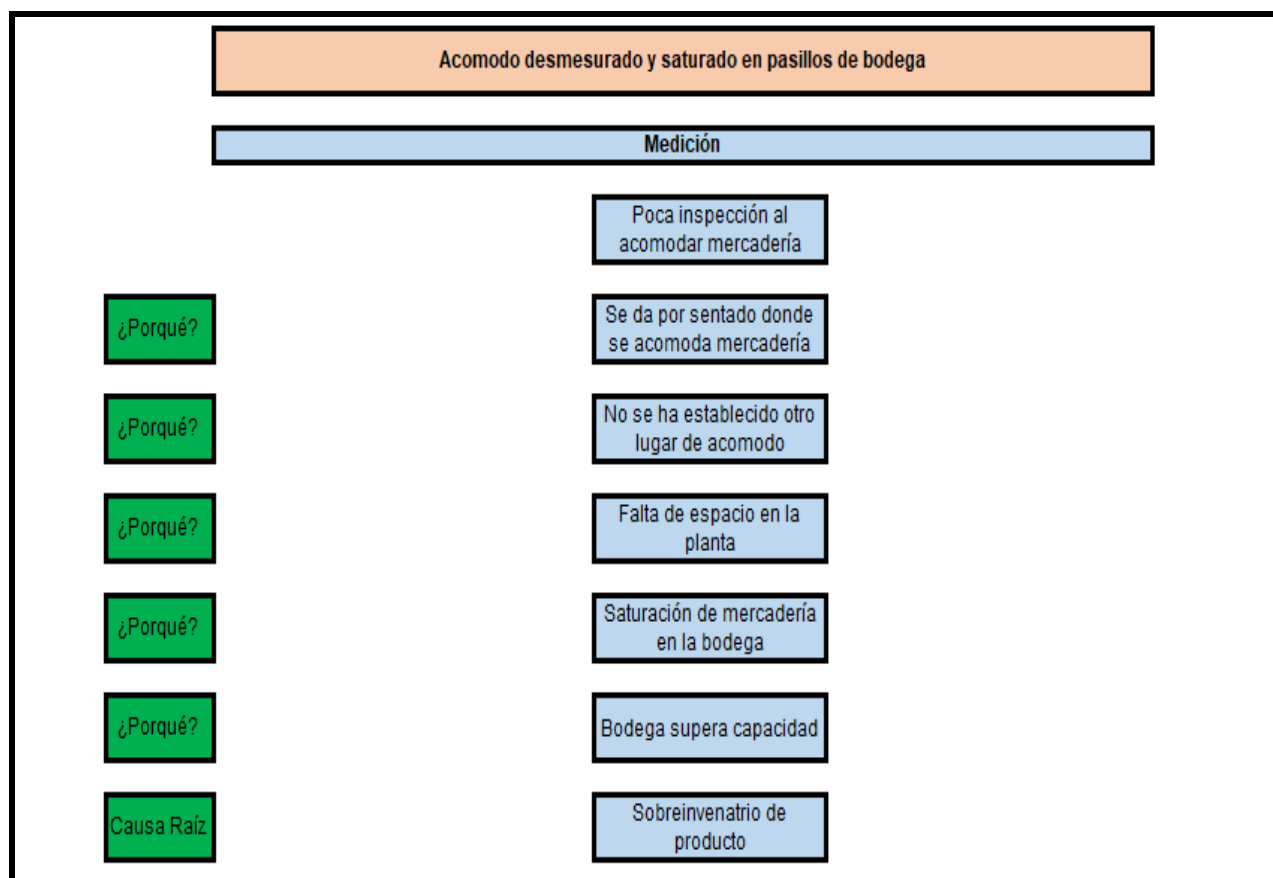 Acomodo desmesurado y saturado en pasillos de bodega
Medición
Poca inspección al
acomodar mercadería
¿Porqué?
Se da por sentado donde
se acomoda mercadería
¿Porqué?
No se ha establecido otro
lugar de acomodo
¿Porqué?
Falta de espacio en la
planta
¿Porqué?
Saturación de mercadería
en la bodega
¿Porqué?
Bodega supera capacidad
Causa Raíz
Sobreinvenatrio de
producto